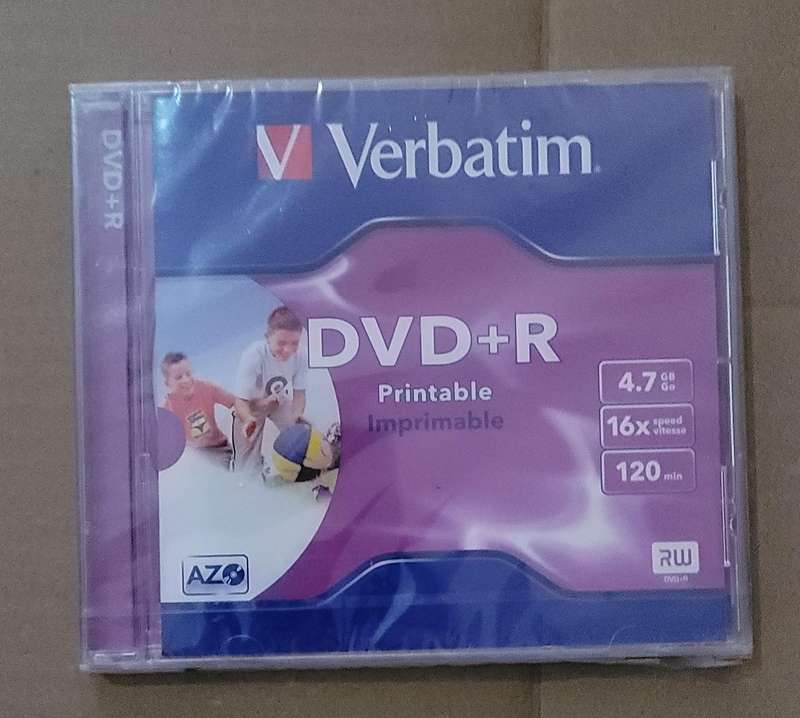 DVD+R
Verbatim
DVD+R
Printable
Imprimable
4.7 GB Go
16x speed vitesse
120 min
AZO
RW
DVD+R